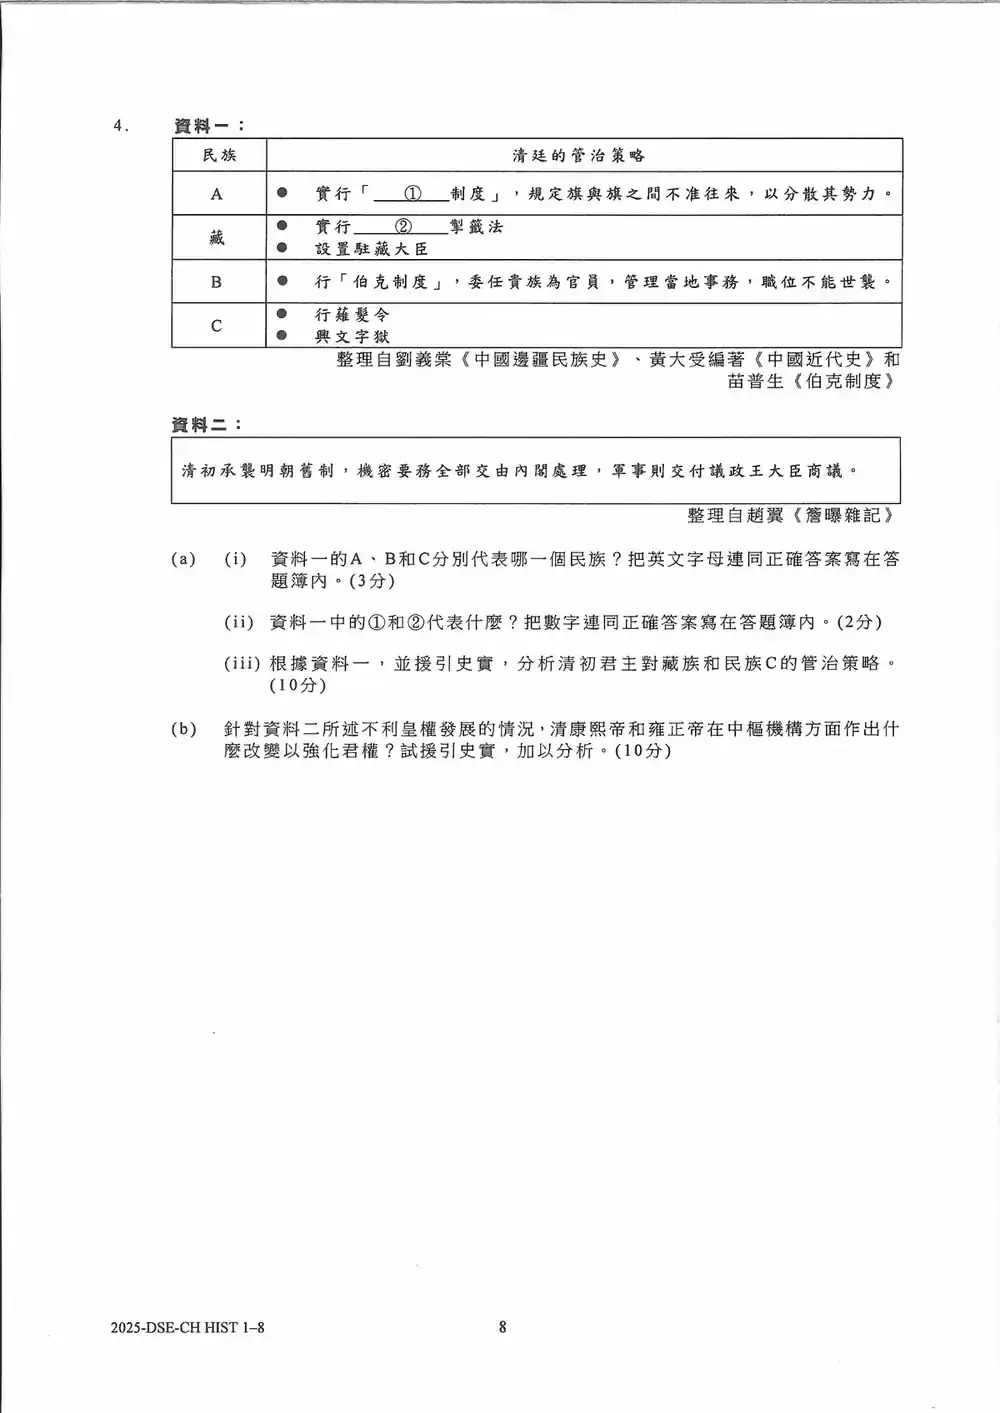 4. 資料一：
民族 清廷的管治策略
A ● 實行「 ① 制度」，規定旗與旗之間不准往來，以分散其勢力。
藏 ● 實行 ② 掣籤法
● 設置駐藏大臣
B ● 行「伯克制度」，委任貴族為官員，管理當地事務，職位不能世襲。
C ● 行薙髮令
● 興文字獄
整理自劉義棠《中國邊疆民族史》、黃大受編著《中國近代史》和
苗普生《伯克制度》
資料二：
清初承襲明朝舊制，機密要務全部交由內閣處理，軍事則交付議政王大臣商議。
整理自趙翼《簷曝雜記》
(a) (i) 資料一的A、B和C分別代表哪一個民族？把英文字母連同正確答案寫在答
題簿內。(3分)
(ii) 資料一中的①和②代表什麼？把數字連同正確答案寫在答題簿內。(2分)
(iii) 根據資料一，並援引史實，分析清初君主對藏族和民族C的管治策略。
(10分)
(b) 針對資料二所述不利皇權發展的情況，清康熙帝和雍正帝在中樞機構方面作出什
麼改變以強化君權？試援引史實，加以分析。(10分)
2025-DSE-CH HIST 1–8 8